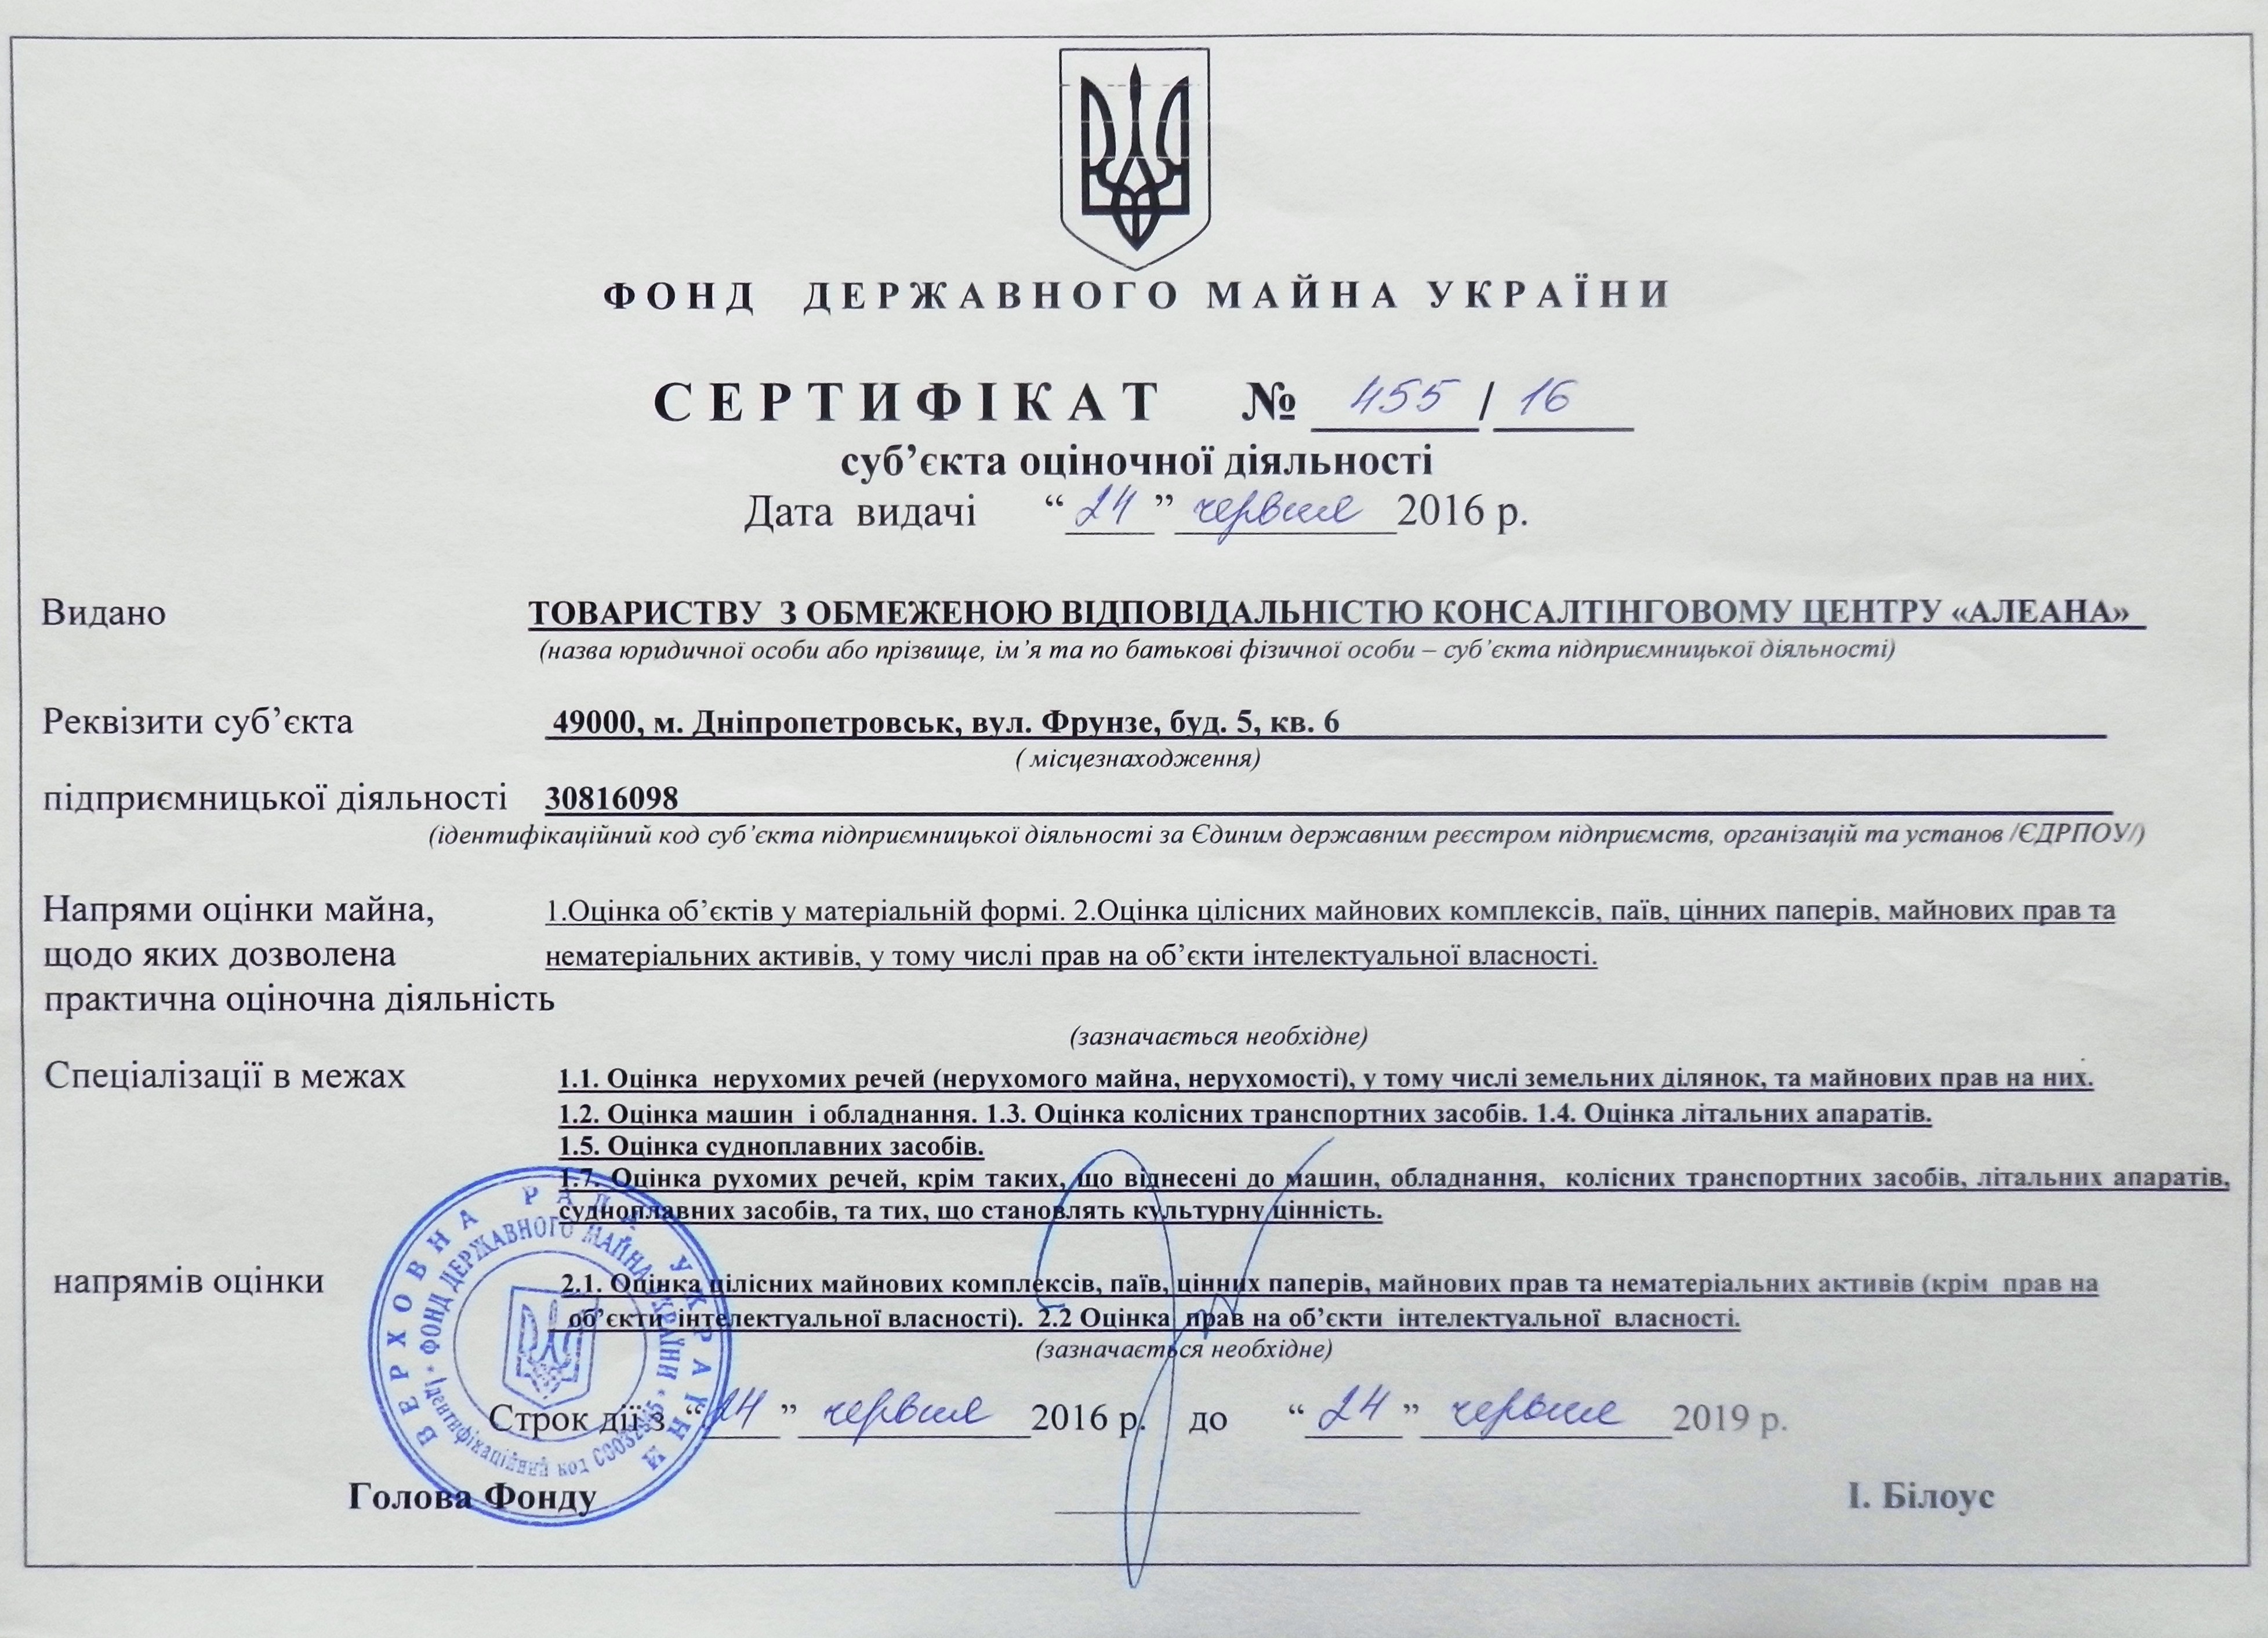 ФОНД ДЕРЖАВНОГО МАЙНА УКРАЇНИ
СЕРТИФІКАТ № 455 / 16
суб’єкта оціночної діяльності
Дата видачі “24” червня 2016 р.
Видано ТОВАРИСТВУ З ОБМЕЖЕНОЮ ВІДПОВІДАЛЬНІСТЮ КОНСАЛТІНГОВОМУ ЦЕНТРУ «АЛЕАНА»
(назва юридичної особи або прізвище, ім’я та по батькові фізичної особи – суб’єкта підприємницької діяльності)
Реквізити суб’єкта 49000, м. Дніпропетровськ, вул. Фрунзе, буд. 5, кв. 6
( місцезнаходження)
підприємницької діяльності 30816098
(ідентифікаційний код суб’єкта підприємницької діяльності за Єдиним державним реєстром підприємств, організацій та установ /ЄДРПОУ/)
Напрями оцінки майна, 1.Оцінка об’єктів у матеріальній формі. 2.Оцінка цілісних майнових комплексів, паїв, цінних паперів, майнових прав та
щодо яких дозволена нематеріальних активів, у тому числі прав на об’єкти інтелектуальної власності.
практична оціночна діяльність
(зазначається необхідне)
Спеціалізації в межах 1.1. Оцінка нерухомих речей (нерухомого майна, нерухомості), у тому числі земельних ділянок, та майнових прав на них.
1.2. Оцінка машин і обладнання. 1.3. Оцінка колісних транспортних засобів. 1.4. Оцінка літальних апаратів.
1.5. Оцінка судноплавних засобів.
1.7. Оцінка рухомих речей, крім таких, що віднесені до машин, обладнання, колісних транспортних засобів, літальних апаратів,
судноплавних засобів, та тих, що становлять культурну цінність.
напрямів оцінки 2.1. Оцінка цілісних майнових комплексів, паїв, цінних паперів, майнових прав та нематеріальних активів (крім прав на
об’єкти інтелектуальної власності). 2.2 Оцінка прав на об’єкти інтелектуальної власності.
(зазначається необхідне)
Строк дії з “24” червня 2016 р. до “24” червня 2019 р.
Голова Фонду І. Білоус
ВЕРХОВНА РАДА УКРАЇНИ
ФОНД ДЕРЖАВНОГО МАЙНА УКРАЇНИ
Ідентифікаційний код